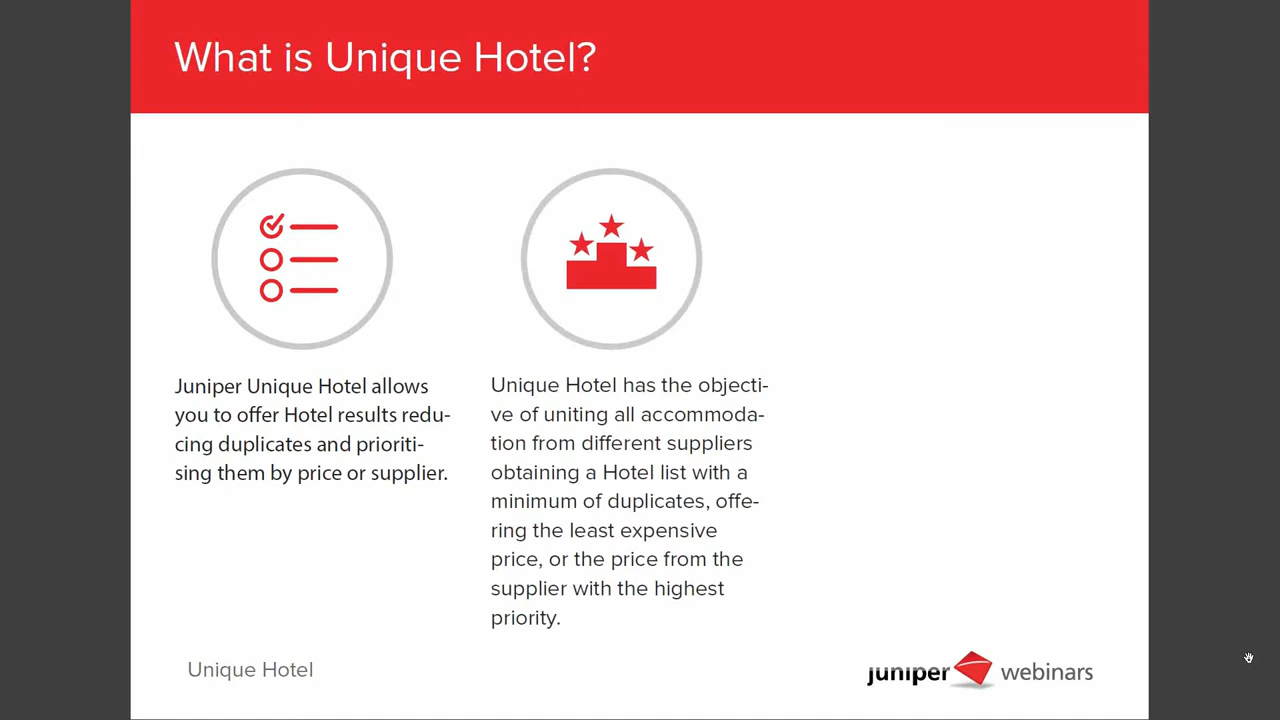 What is Unique Hotel?
Juniper Unique Hotel allows
you to offer Hotel results redu-
cing duplicates and prioriti-
sing them by price or supplier.
Unique Hotel has the objecti-
ve of uniting all accommoda-
tion from different suppliers
obtaining a Hotel list with a
minimum of duplicates, offe-
ring the least expensive
price, or the price from the
supplier with the highest
priority.
Unique Hotel
juniper webinars